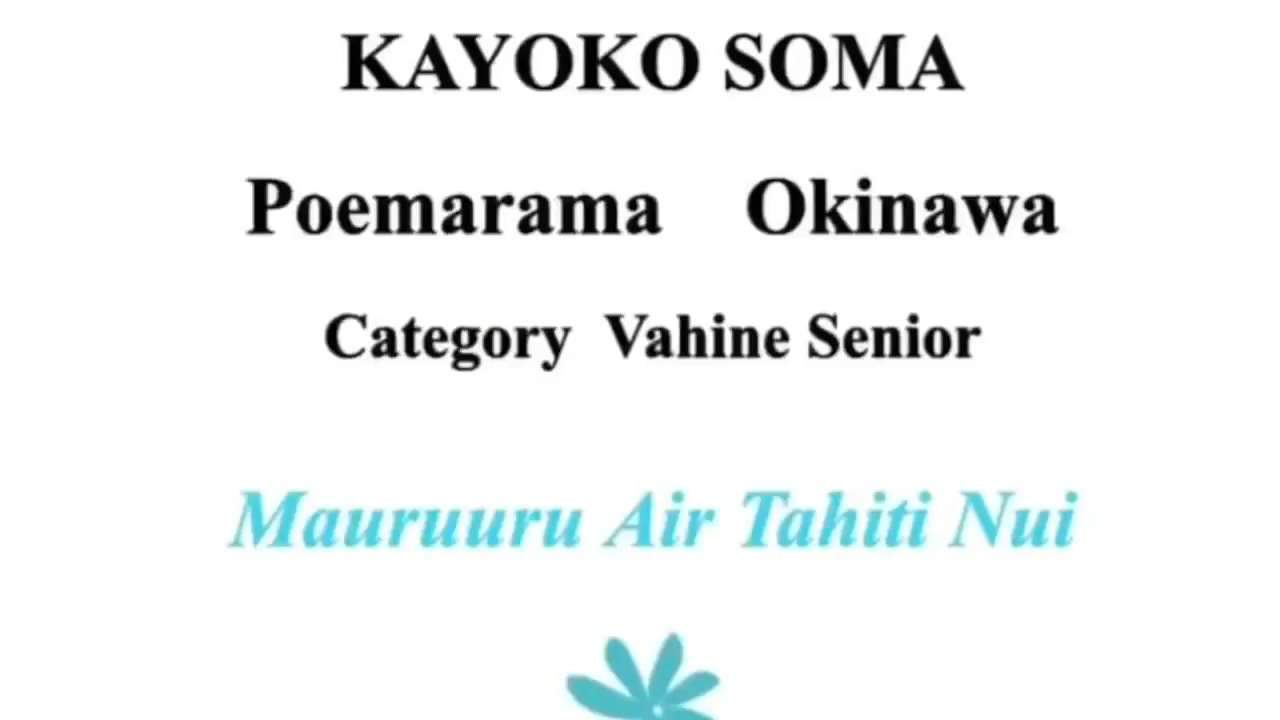 KAYOKO SOMA
Poemarama Okinawa
Category Vahine Senior
Mauruuru Air Tahiti Nui